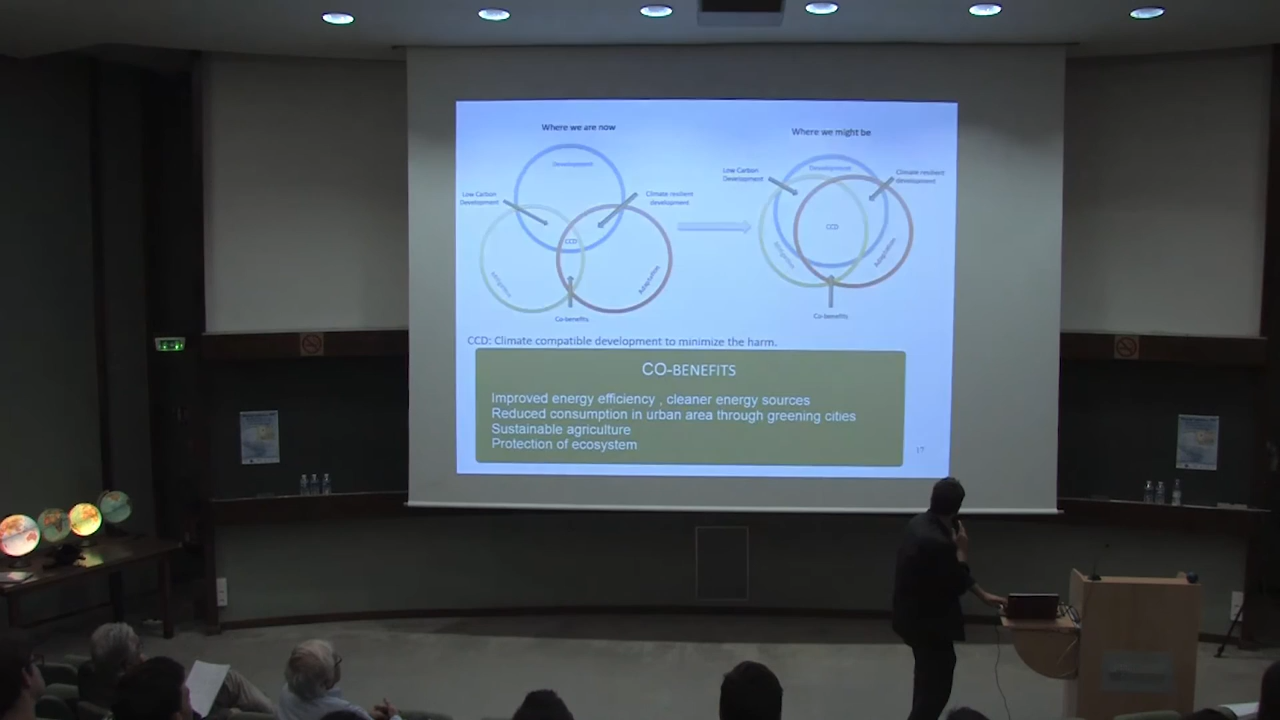 Where we are now
Where we might be
Development
Low Carbon
Development
Climate resilient
development
CCD
Mitigation
Adaptation
Co-benefits
Development
Low Carbon
Development
Climate resilient
development
CCD
Mitigation
Adaptation
Co-benefits
CCD: Climate compatible development to minimize the harm.
CO-BENEFITS
Improved energy efficiency , cleaner energy sources
Reduced consumption in urban area through greening cities
Sustainable agriculture
Protection of ecosystem
17